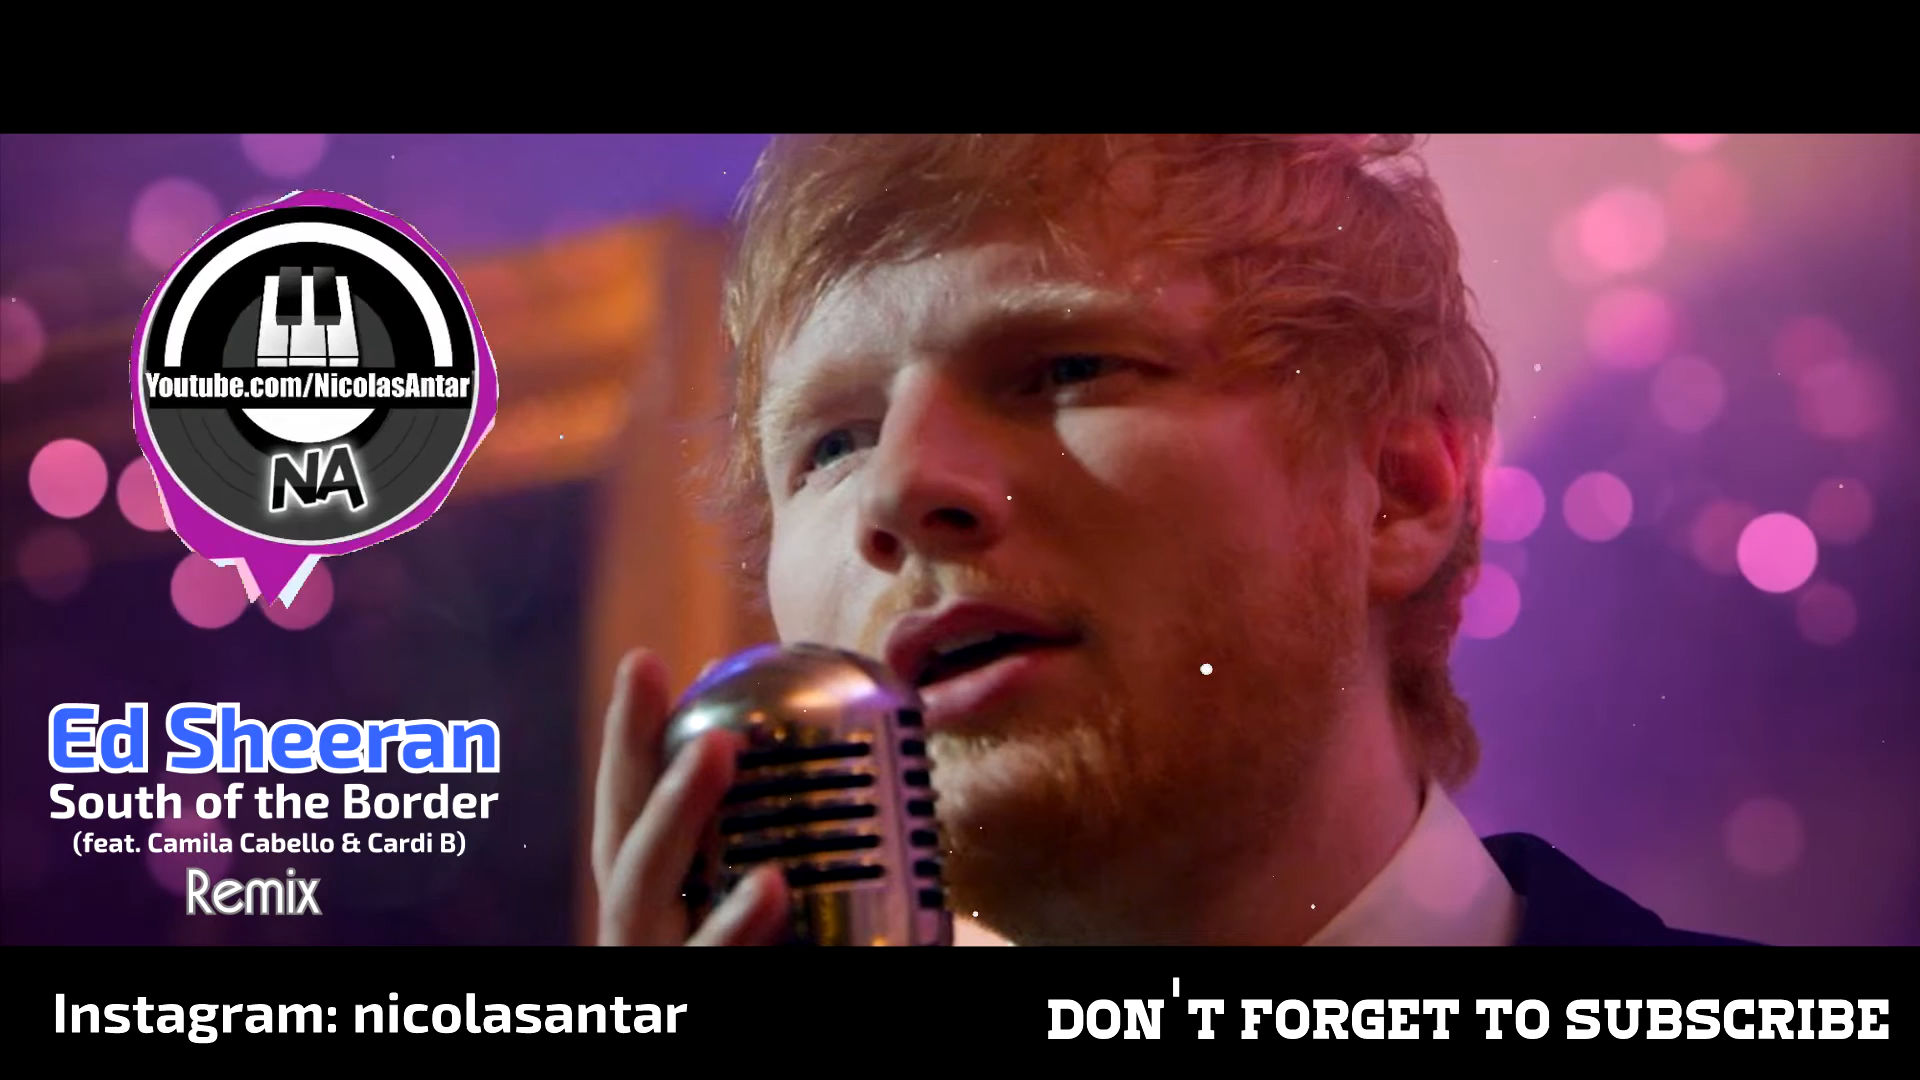 Youtube.com/NicolasAntar
NA
Ed Sheeran
South of the Border
(feat. Camila Cabello & Cardi B)
Remix
Instagram: nicolasantar
DON'T FORGET TO SUBSCRIBE